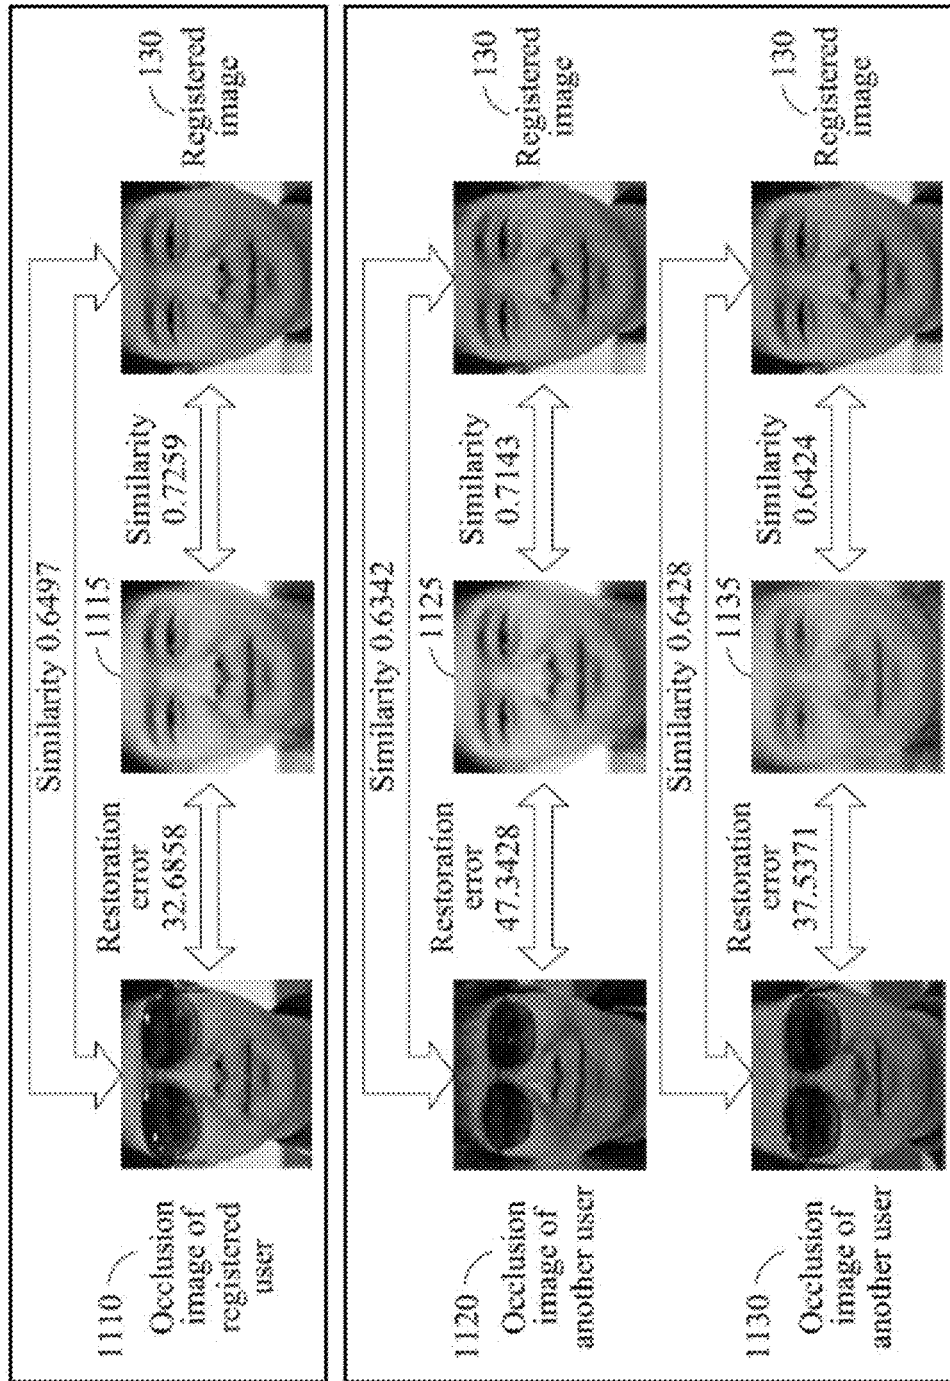 Similarity 0.6497
1110
Occlusion
image of
registered
user
Restoration
error
32.6858
1115
Similarity
0.7259
130
Registered
image
Similarity 0.6342
1120
Occlusion
image of
another user
Restoration
error
47.3428
1125
Similarity
0.7143
130
Registered
image
Similarity 0.6428
1130
Occlusion
image of
another user
Restoration
error
37.5371
1135
Similarity
0.6424
130
Registered
image